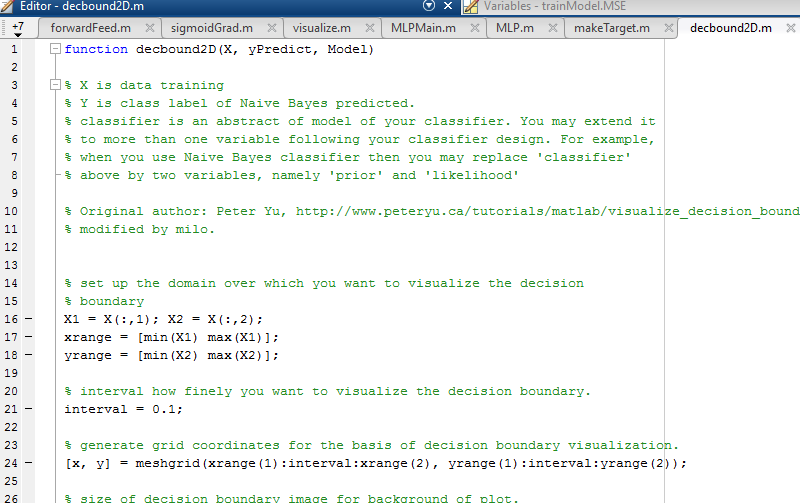 Editor - decbound2D.m
Variables - trainModel.MSE
+7 forwardFeed.m sigmoidGrad.m visualize.m MLPMain.m MLP.m makeTarget.m decbound2D.m
1 function decbound2D(X, yPredict, Model)
2
3 % X is data training
4 % Y is class label of Naive Bayes predicted.
5 % classifier is an abstract of model of your classifier. You may extend it
6 % to more than one variable following your classifier design. For example,
7 % when you use Naive Bayes classifier then you may replace 'classifier'
8 % above by two variables, namely 'prior' and 'likelihood'
9
10 % Original author: Peter Yu, http://www.peteryu.ca/tutorials/matlab/visualize_decision_bound
11 % modified by milo.
12
13
14 % set up the domain over which you want to visualize the decision
15 % boundary
16 X1 = X(:,1); X2 = X(:,2);
17 xrange = [min(X1) max(X1)];
18 yrange = [min(X2) max(X2)];
19
20 % interval how finely you want to visualize the decision boundary.
21 interval = 0.1;
22
23 % generate grid coordinates for the basis of decision boundary visualization.
24 [x, y] = meshgrid(xrange(1):interval:xrange(2), yrange(1):interval:yrange(2));
25
26 % size of decision boundary image for background of plot.